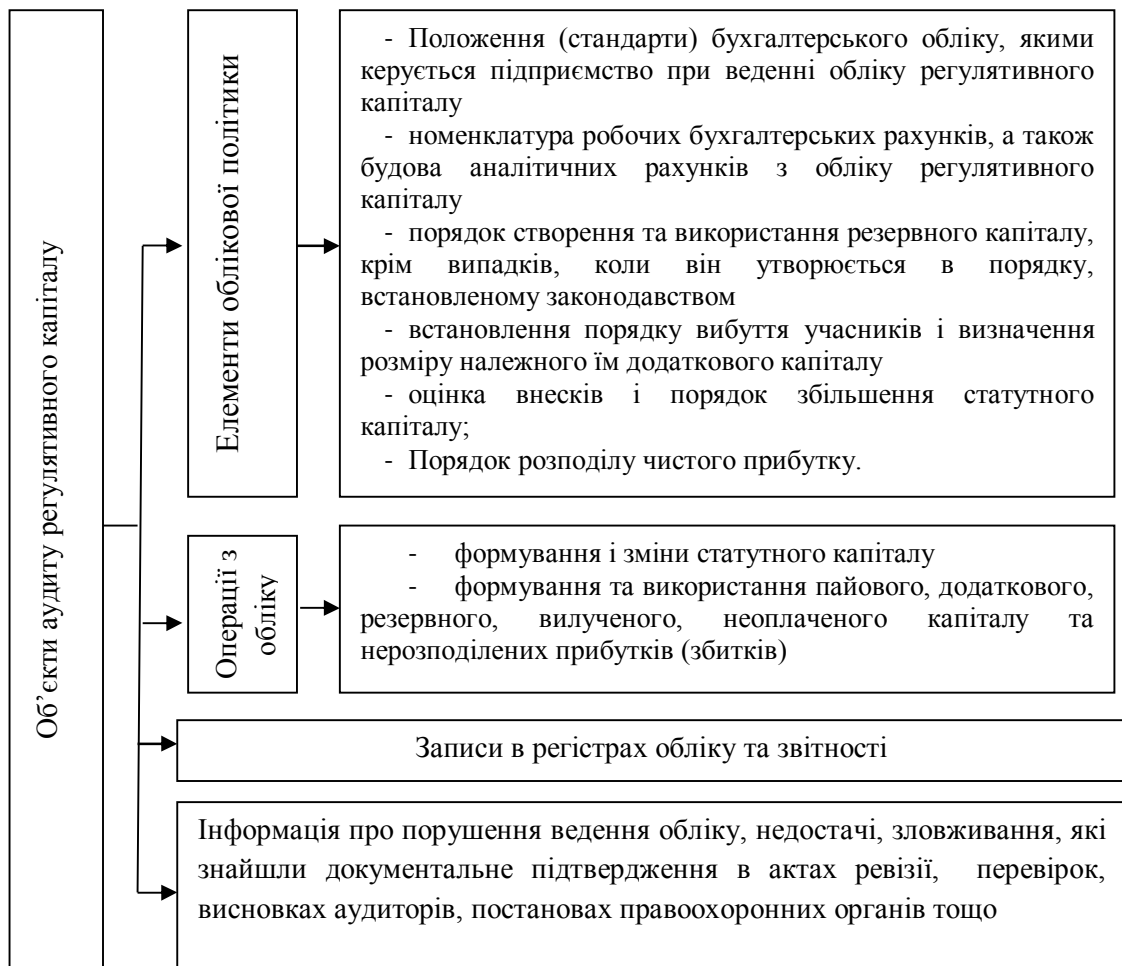 Об’єкти аудиту регулятивного капіталу
Елементи облікової політики
- Положення (стандарти) бухгалтерського обліку, якими
керується підприємство при веденні обліку регулятивного
капіталу
- номенклатура робочих бухгалтерських рахунків, а також
будова аналітичних рахунків з обліку регулятивного
капіталу
- порядок створення та використання резервного капіталу,
крім випадків, коли він утворюється в порядку,
встановленому законодавством
- встановлення порядку вибуття учасників і визначення
розміру належного їм додаткового капіталу
- оцінка внесків і порядок збільшення статутного
капіталу;
- Порядок розподілу чистого прибутку.
Операції з
обліку
- формування і зміни статутного капіталу
- формування та використання пайового, додаткового,
резервного, вилученого, неоплаченого капіталу та
нерозподілених прибутків (збитків)
Записи в регістрах обліку та звітності
Інформація про порушення ведення обліку, недостачі, зловживання, які
знайшли документальне підтвердження в актах ревізії, перевірок,
висновках аудиторів, постановах правоохоронних органів тощо